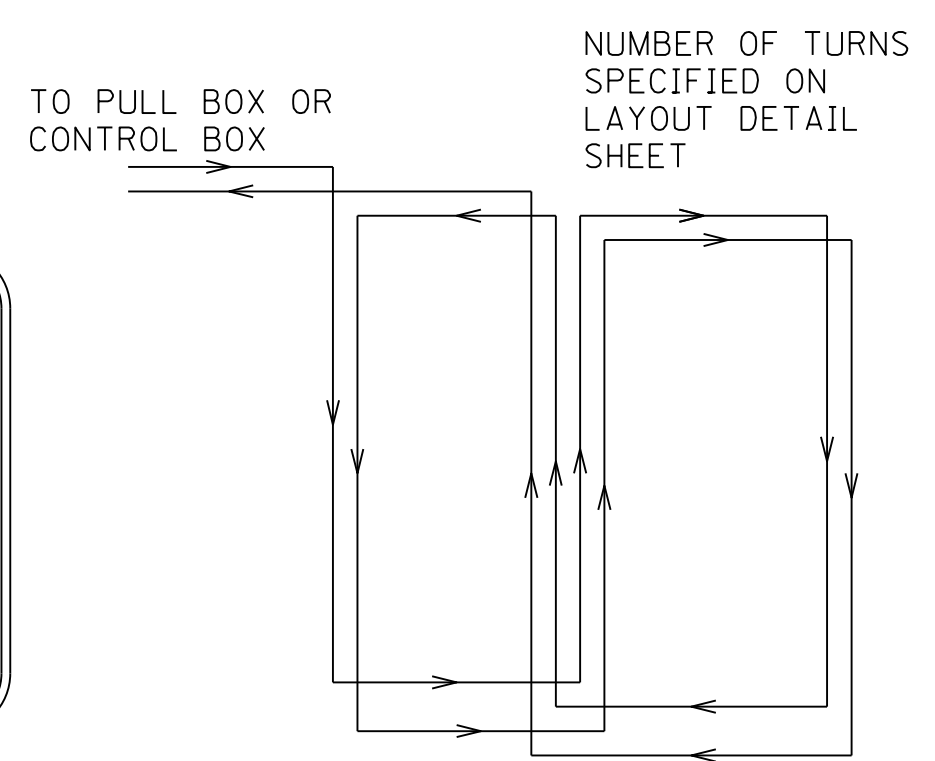 TO PULL BOX OR
CONTROL BOX
NUMBER OF TURNS
SPECIFIED ON
LAYOUT DETAIL
SHEET